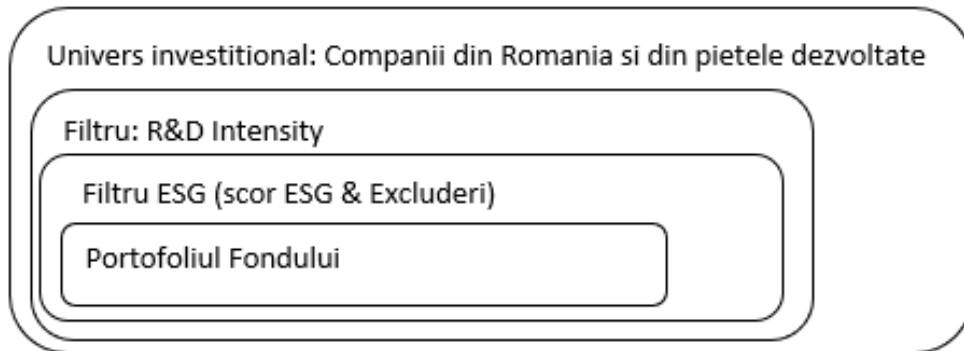 Univers investitional: Companii din Romania si din pietele dezvoltate
Filtru: R&D Intensity
Filtru ESG (scor ESG & Excluderi)
Portofoliul Fondului